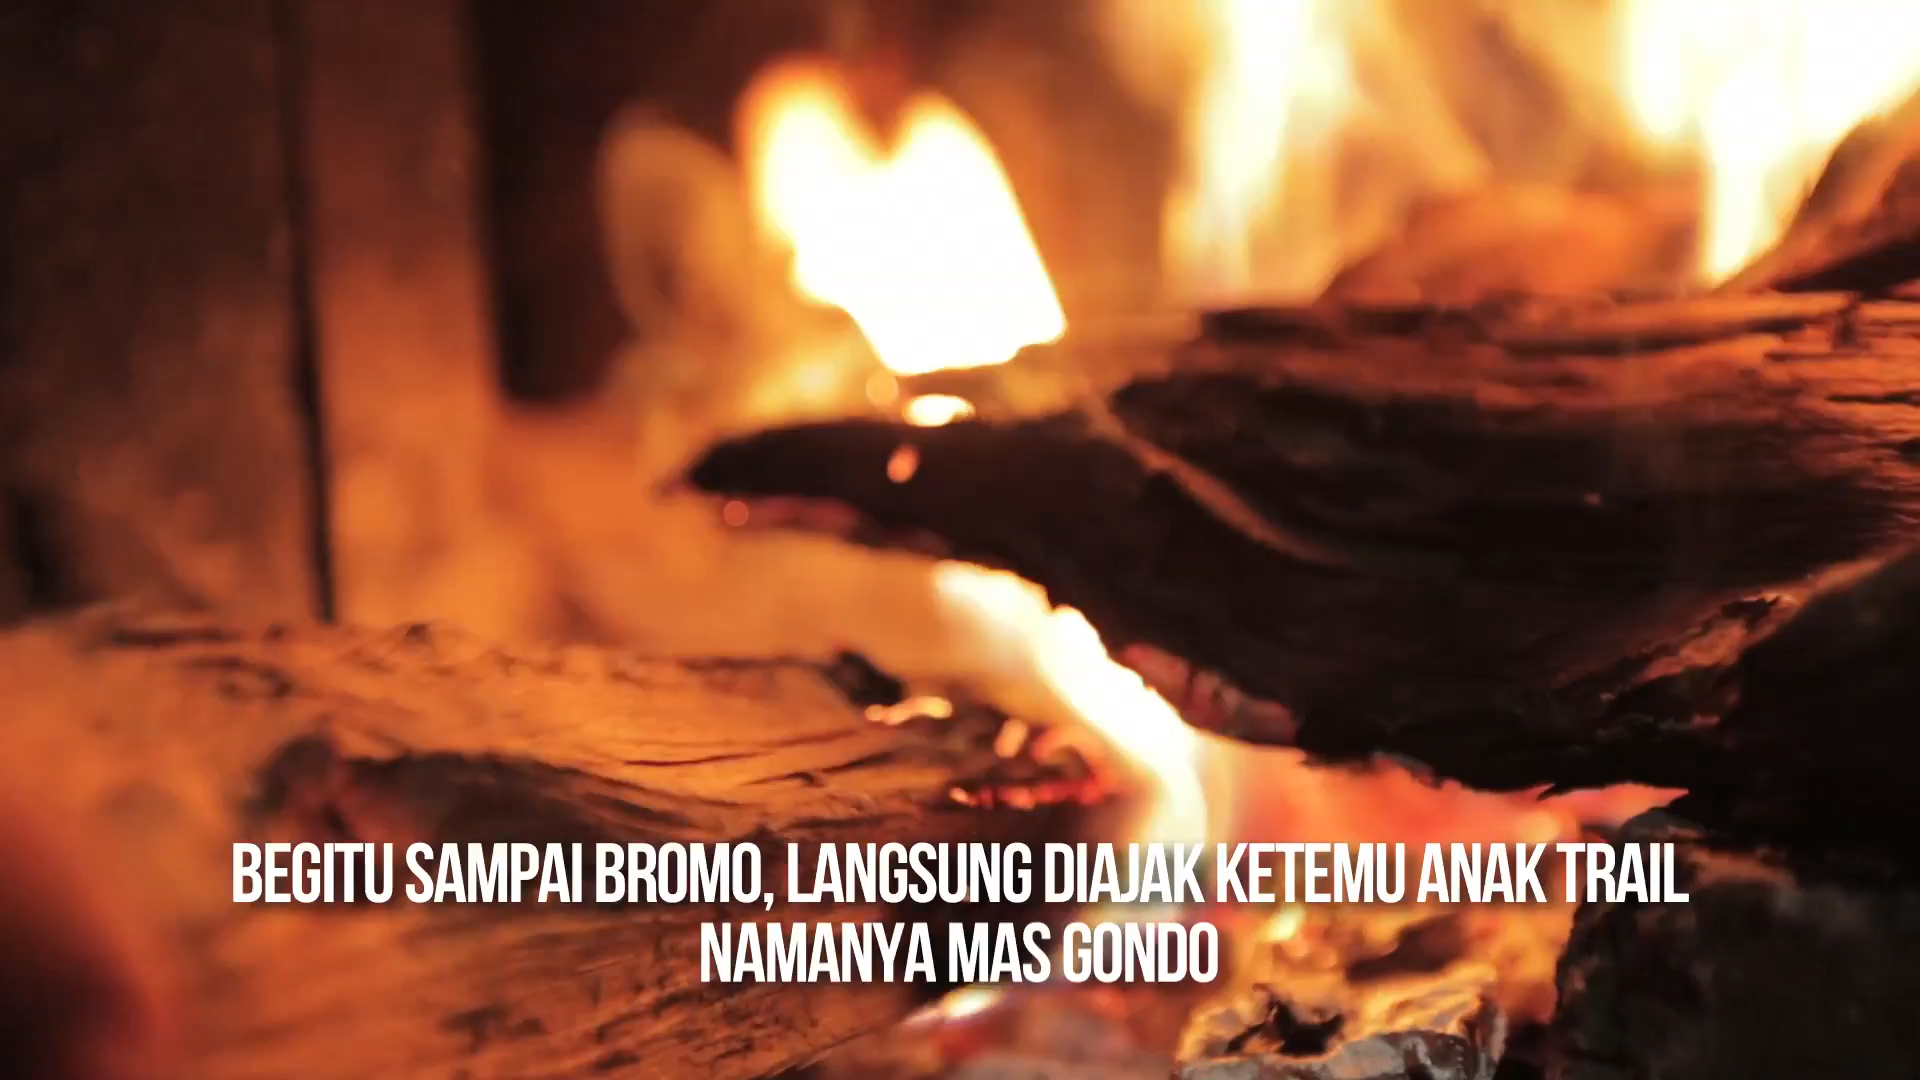 BEGITU SAMPAI BROMO, LANGSUNG DIAJAK KETEMU ANAK TRAIL
NAMANYA MAS GONDO